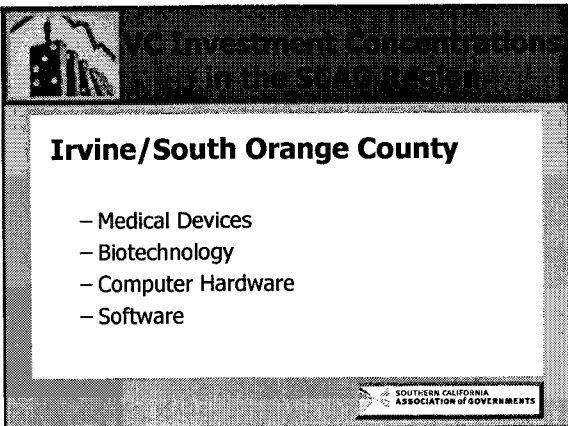 VC Investment Concentrations
in the SCAG Region
Irvine/South Orange County
– Medical Devices
– Biotechnology
– Computer Hardware
– Software
SOUTHERN CALIFORNIA
ASSOCIATION of GOVERNMENTS